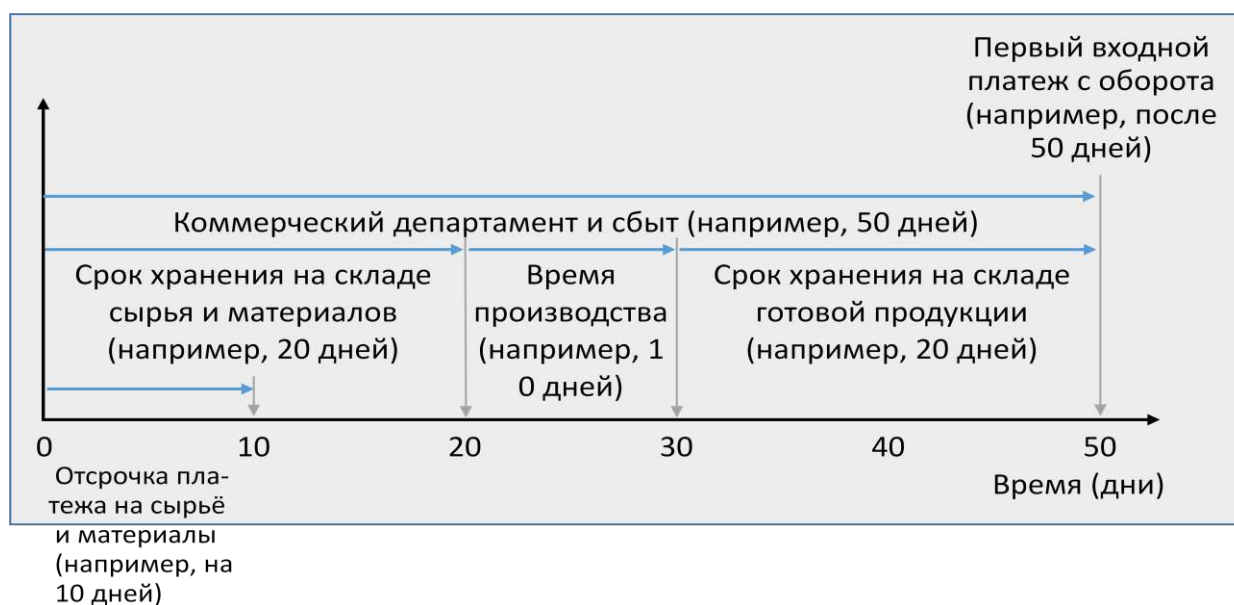 Первый входной
платеж с оборота
(например, после
50 дней)
Коммерческий департамент и сбыт (например, 50 дней)
Срок хранения на складе
сырья и материалов
(например, 20 дней)
Время
производства
(например, 1
0 дней)
Срок хранения на складе
готовой продукции
(например, 20 дней)
0 10 20 30 40 50
Время (дни)
Отсрочка пла-
тежа на сырьё
и материалы
(например, на
10 дней)